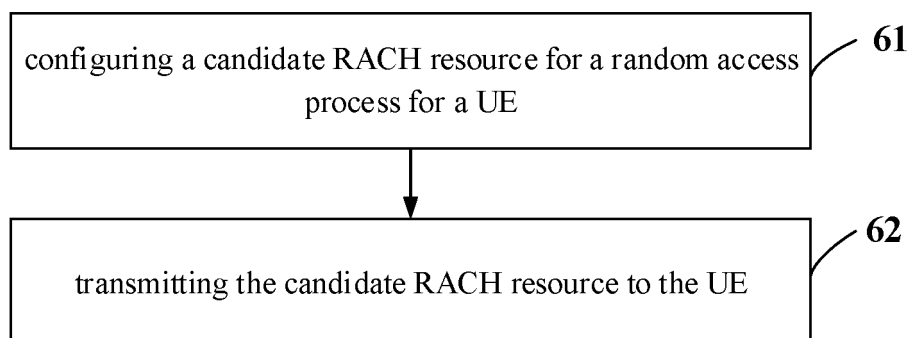 configuring a candidate RACH resource for a random access
process for a UE
61
transmitting the candidate RACH resource to the UE
62